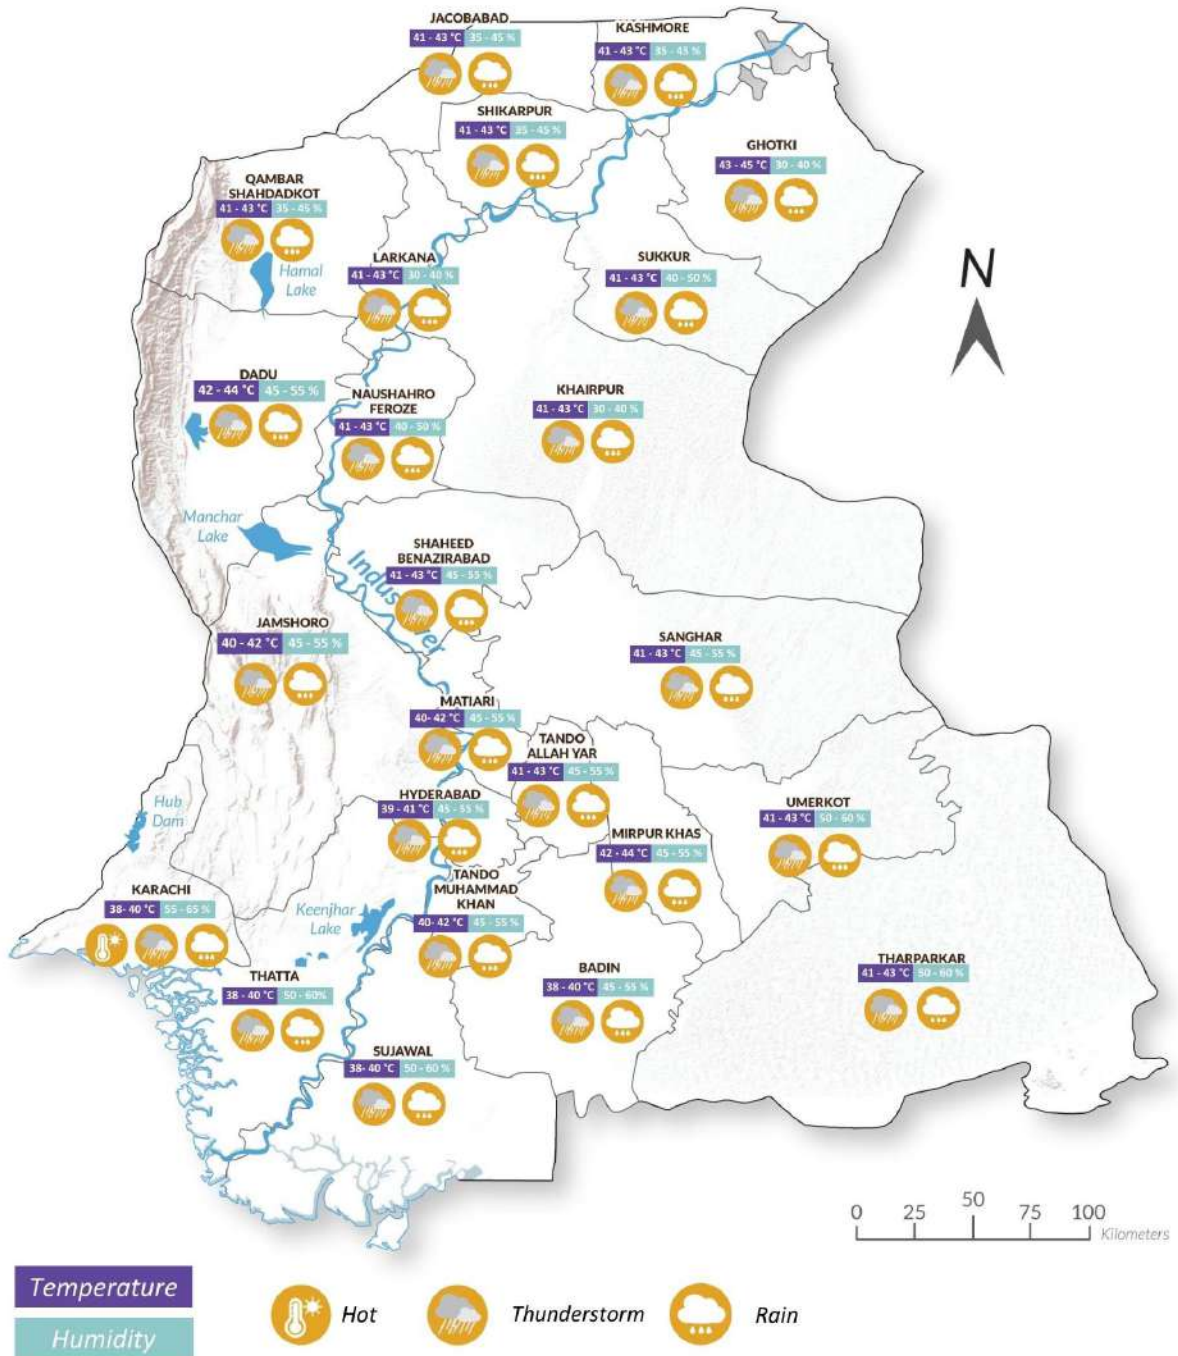 JACOBABAD
41 - 43 °C 35 - 45 %
KASHMORE
41 - 43 °C 35 - 45 %
SHIKARPUR
41 - 43 °C 35 - 45 %
GHOTKI
43 - 45 °C 30 - 40 %
QAMBAR
SHAHDADKOT
41 - 43 °C 35 - 45 %
Hamal
Lake
LARKANA
41 - 43 °C 30 - 40 %
SUKKUR
41 - 43 °C 40 - 50 %
N
DADU
42 - 44 °C 45 - 55 %
NAUSHAHRO
FEROZE
41 - 43 °C 40 - 50 %
KHAIRPUR
41 - 43 °C 30 - 40 %
Manchar
Lake
SHAHEED
BENAZIRABAD
41 - 43 °C 45 - 55 %
Indus
JAMSHORO
40 - 42 °C 45 - 55 %
SANGHAR
41 - 43 °C 45 - 55 %
MATIARI
40- 42 °C 45 - 55 %
TANDO
ALLAH YAR
41 - 43 °C 45 - 55 %
HYDERABAD
39 - 41 °C 45 - 55 %
Hub
Dam
UMERKOT
41 - 43 °C 50 - 60 %
MIRPUR KHAS
42 - 44 °C 45 - 55 %
KARACHI
38- 40 °C 55 - 65 %
Keenjhar
Lake
TANDO
MUHAMMAD
KHAN
40- 42 °C 45 - 55 %
THATTA
38 - 40 °C 50 - 60%
BADIN
38 - 40 °C 45 - 55 %
THARPARKAR
41 - 43 °C 50 - 60 %
SUJAWAL
38- 40 °C 50 - 60 %
0 25 50 75 100
Kilometers
Temperature
Humidity
Hot
Thunderstorm
Rain